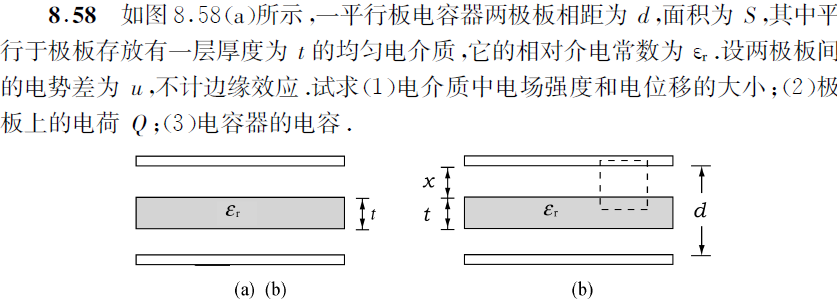 8.58 如图8.58(a)所示,一平行板电容器两极板相距为 d,面积为 S,其中平
行于极板存放有一层厚度为 t 的均匀电介质,它的相对介电常数为 εr.设两极板间
的电势差为 u,不计边缘效应.试求(1)电介质中电场强度和电位移的大小;(2)极
板上的电荷 Q;(3)电容器的电容.
εr t
x t εr d
(a) (b) (b)